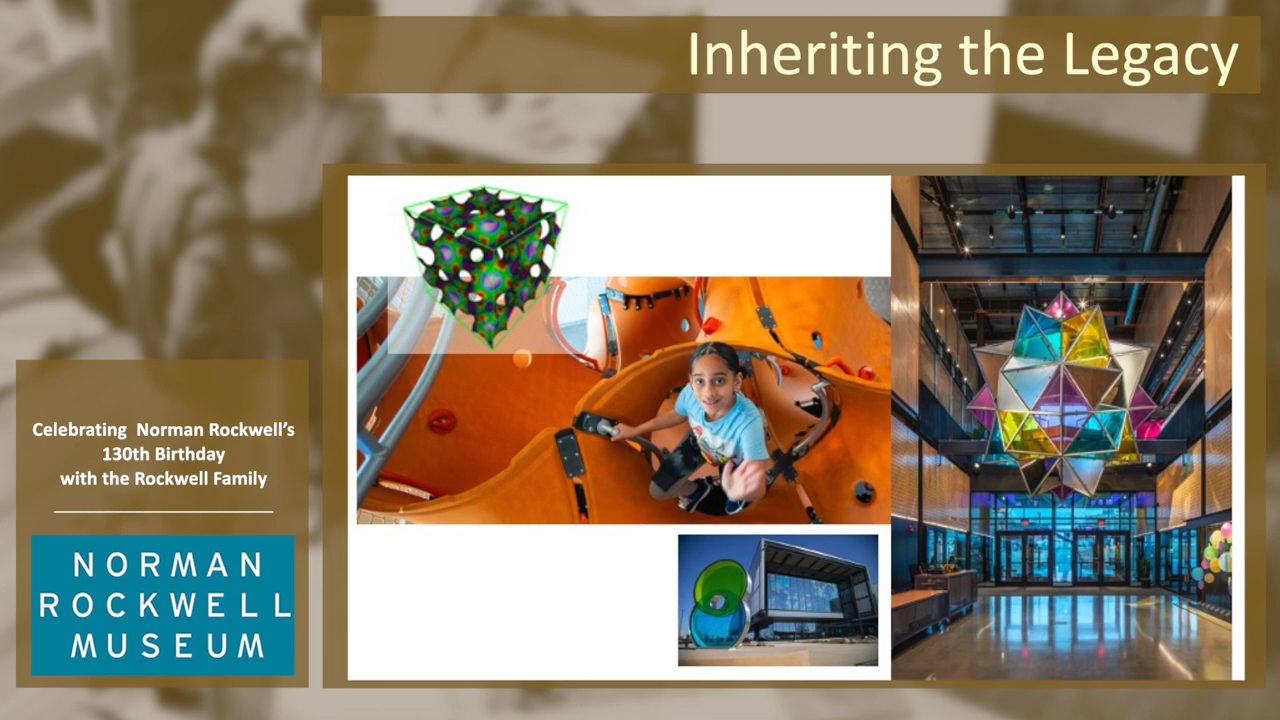 Inheriting the Legacy
Celebrating Norman Rockwell’s
130th Birthday
with the Rockwell Family
NORMAN
ROCKWELL
MUSEUM